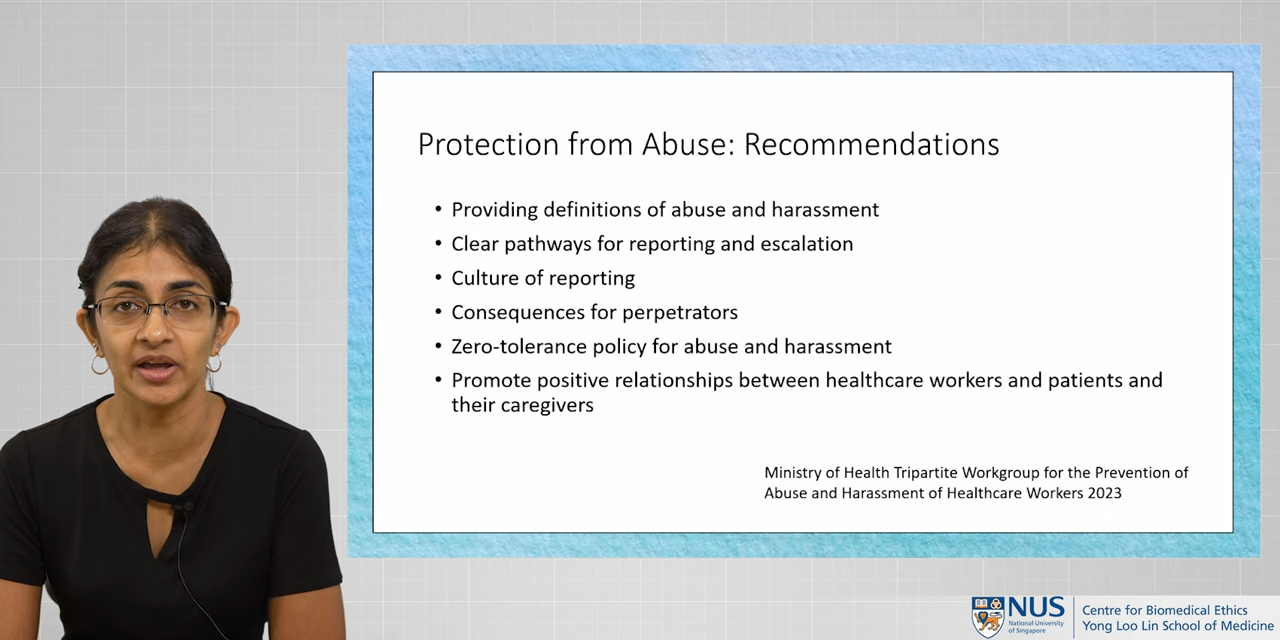 Protection from Abuse: Recommendations
• Providing definitions of abuse and harassment
• Clear pathways for reporting and escalation
• Culture of reporting
• Consequences for perpetrators
• Zero-tolerance policy for abuse and harassment
• Promote positive relationships between healthcare workers and patients and
their caregivers
Ministry of Health Tripartite Workgroup for the Prevention of
Abuse and Harassment of Healthcare Workers 2023
NUS
National University
of Singapore
Centre for Biomedical Ethics
Yong Loo Lin School of Medicine